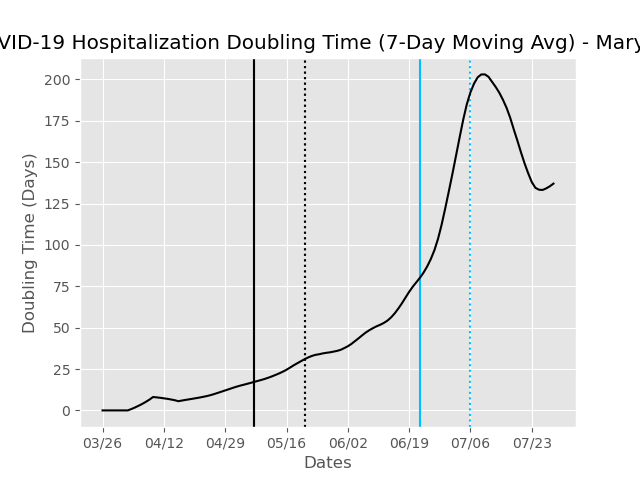 VID-19 Hospitalization Doubling Time (7-Day Moving Avg) - Mary
200
175
150
125
100
75
50
25
0
Doubling Time (Days)
03/26 04/12 04/29 05/16 06/02 06/19 07/06 07/23
Dates